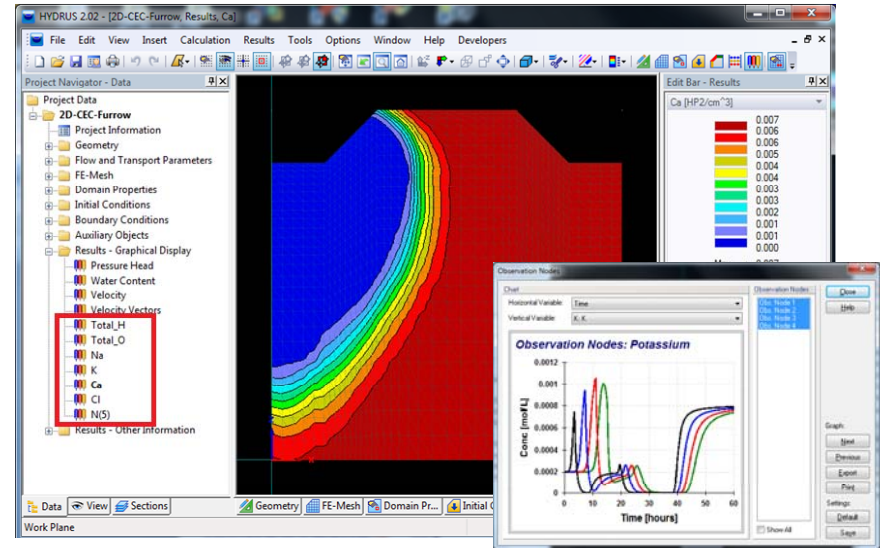 HYDRUS 2.02 - [2D-CEC-Furrow, Results, Ca]
File Edit View Insert Calculation Results Tools Options Window Help Developers
Project Navigator - Data
Project Data
2D-CEC-Furrow
Project Information
Geometry
Flow and Transport Parameters
FE-Mesh
Domain Properties
Initial Conditions
Boundary Conditions
Auxiliary Objects
Results - Graphical Display
Pressure Head
Water Content
Velocity
Velocity Vectors
Total_H
Total_O
Na
K
Ca
Cl
N(5)
Results - Other Information
Data View Sections
Geometry FE-Mesh Domain Pr... Initial
Work Plane
Edit Bar - Results
Ca [HP2/cm^3]
0.007
0.006
0.006
0.005
0.004
0.004
0.003
0.003
0.002
0.001
0.001
0.000
Observation Nodes
Chart
Horizontal Variable: Time
Vertical Variable: K, K
Observation Nodes: Potassium
Conc [mol/L]
0.0012
0.001
0.0008
0.0006
0.0004
0.0002
0
0 10 20 30 40 50 60
Time [hours]
Observation Nodes
Obs. Node 1
Obs. Node 2
Obs. Node 3
Obs. Node 4
Show All
Close
Help
Graph:
Next
Previous
Export
Print
Settings:
Default
Save